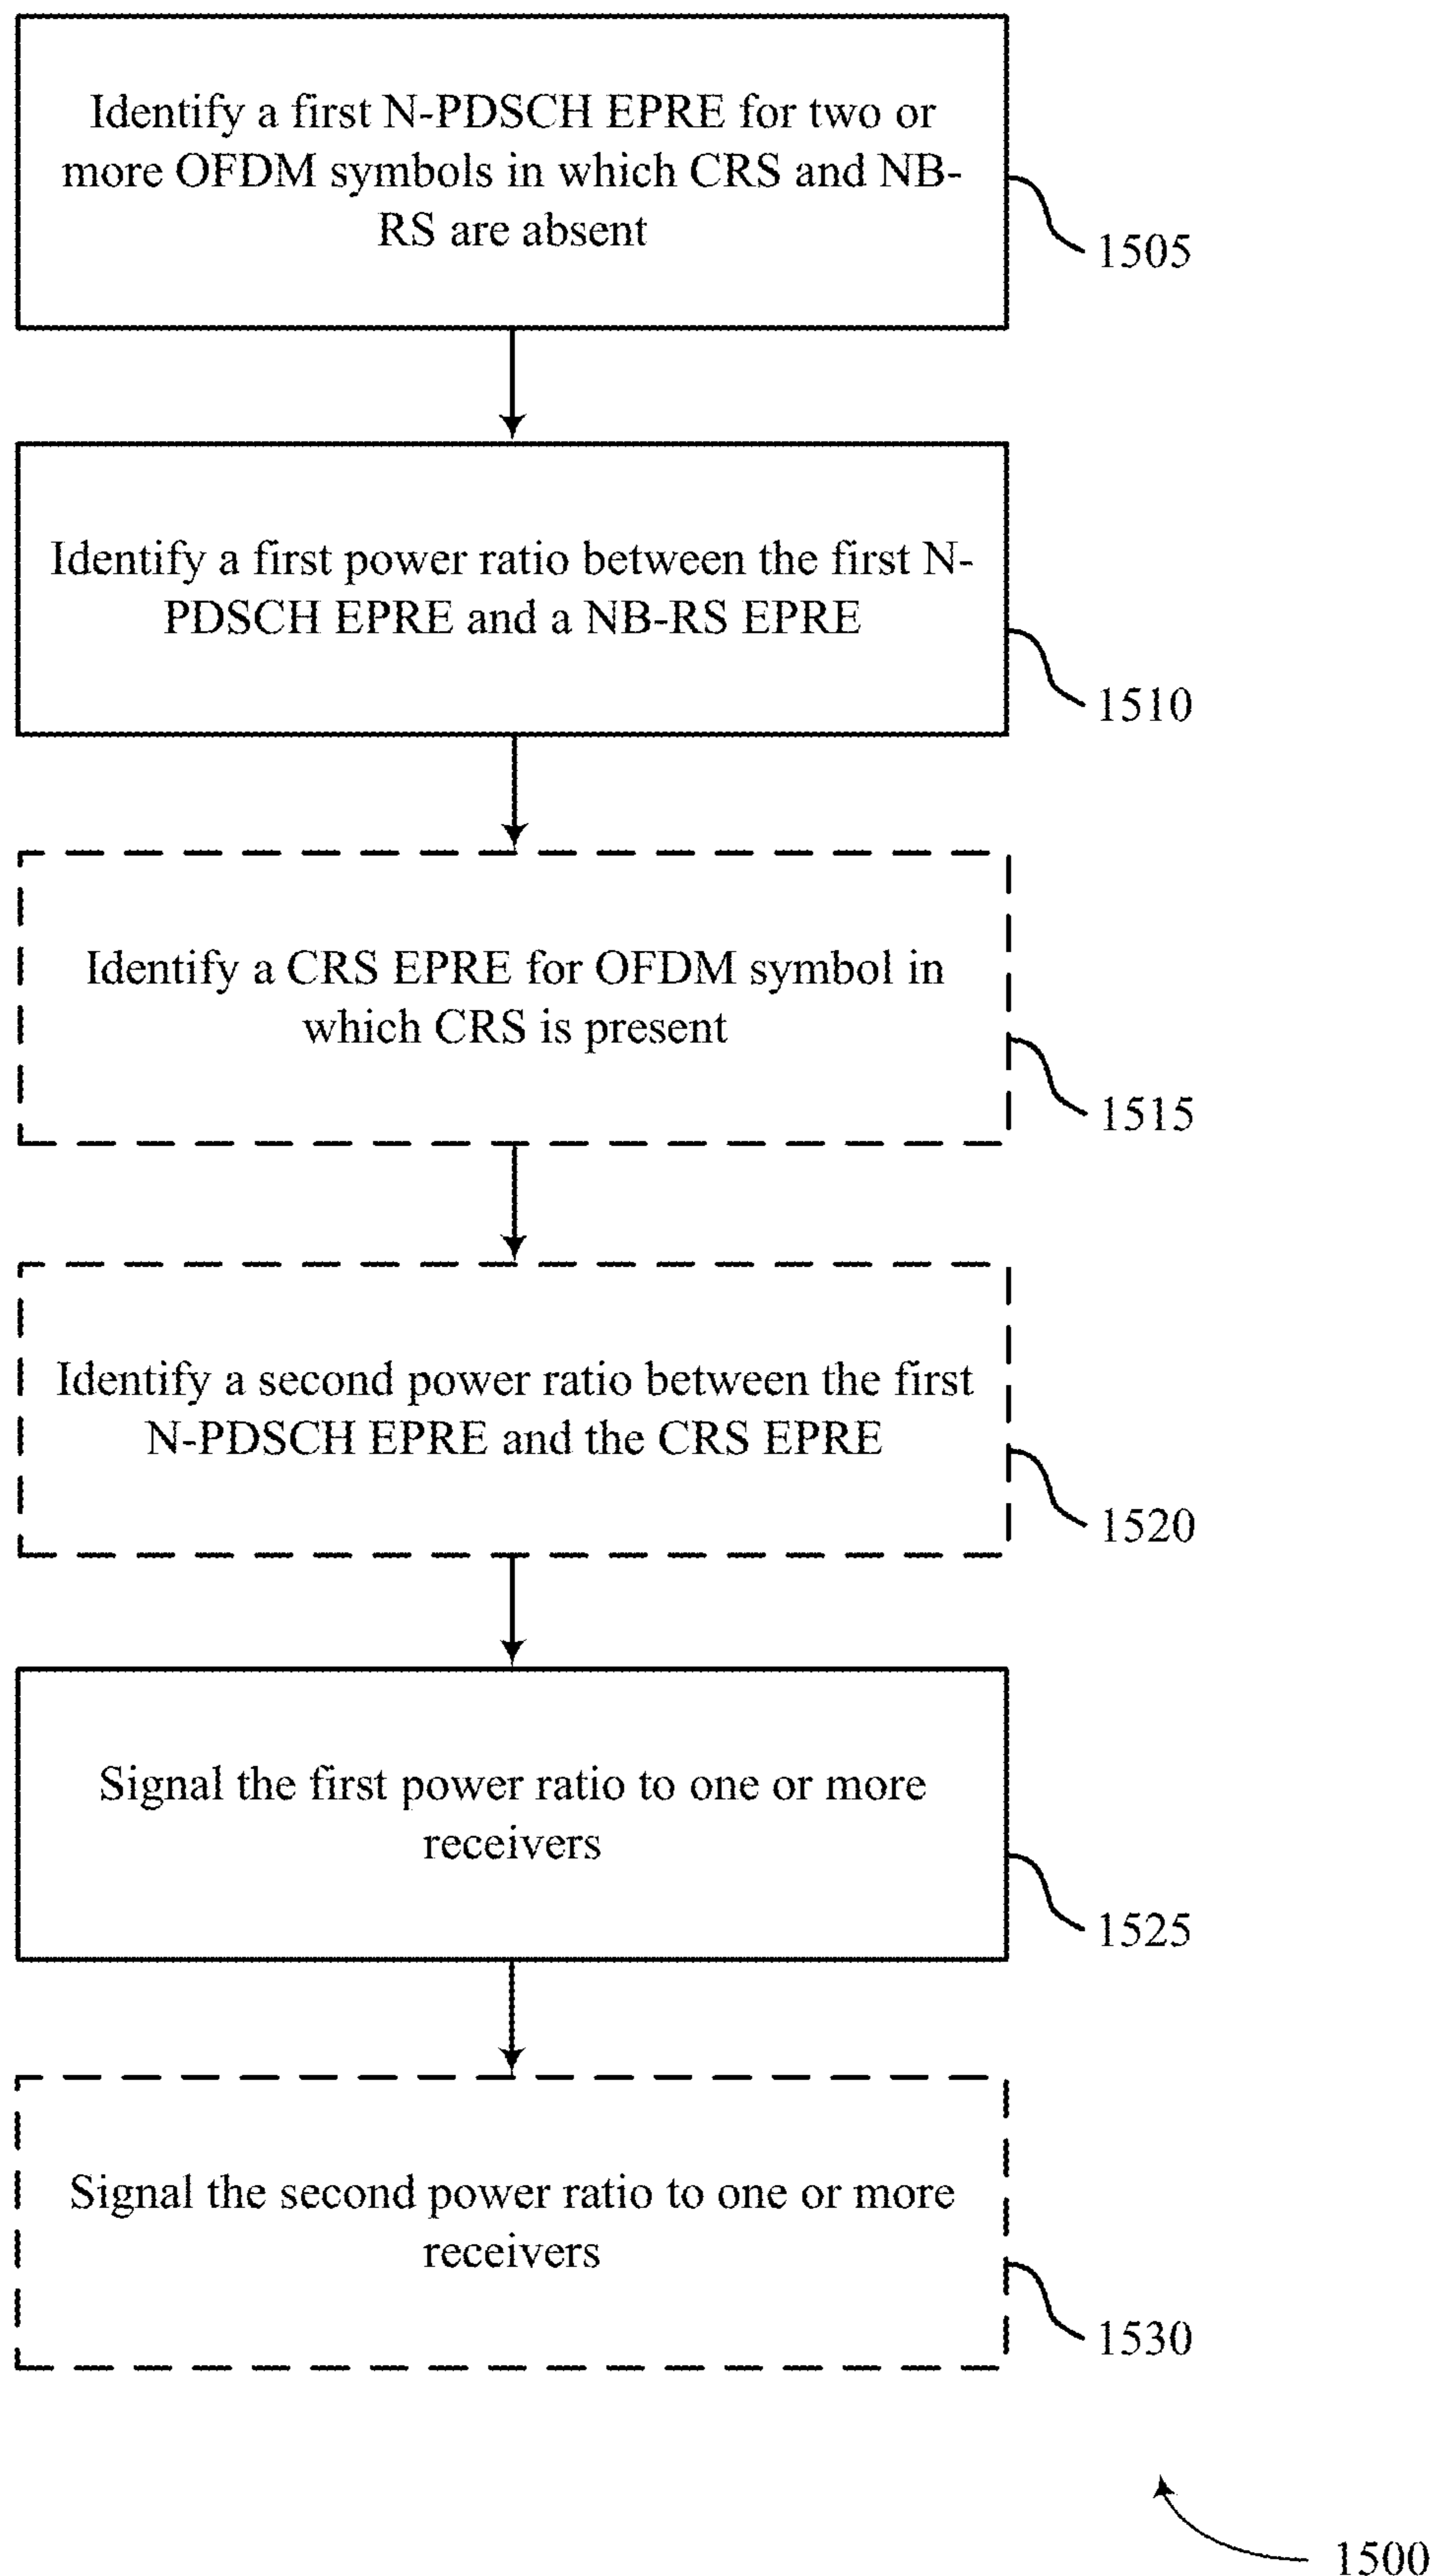 Identify a first N-PDSCH EPRE for two or
more OFDM symbols in which CRS and NB-
RS are absent
1505
Identify a first power ratio between the first N-
PDSCH EPRE and a NB-RS EPRE
1510
Identify a CRS EPRE for OFDM symbol in
which CRS is present
1515
Identify a second power ratio between the first
N-PDSCH EPRE and the CRS EPRE
1520
Signal the first power ratio to one or more
receivers
1525
Signal the second power ratio to one or more
receivers
1530
1500